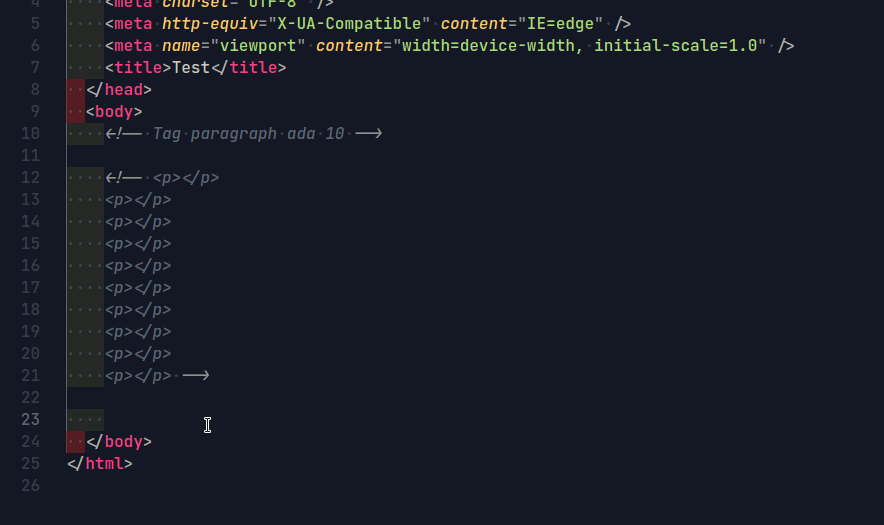 4 <meta charset="UTF-8" />
5 <meta http-equiv="X-UA-Compatible" content="IE=edge" />
6 <meta name="viewport" content="width=device-width, initial-scale=1.0" />
7 <title>Test</title>
8 </head>
9 <body>
10 <!-- Tag paragraph ada 10 -->
11
12 <!-- <p></p>
13 <p></p>
14 <p></p>
15 <p></p>
16 <p></p>
17 <p></p>
18 <p></p>
19 <p></p>
20 <p></p>
21 <p></p> -->
22
23
24 </body>
25 </html>
26